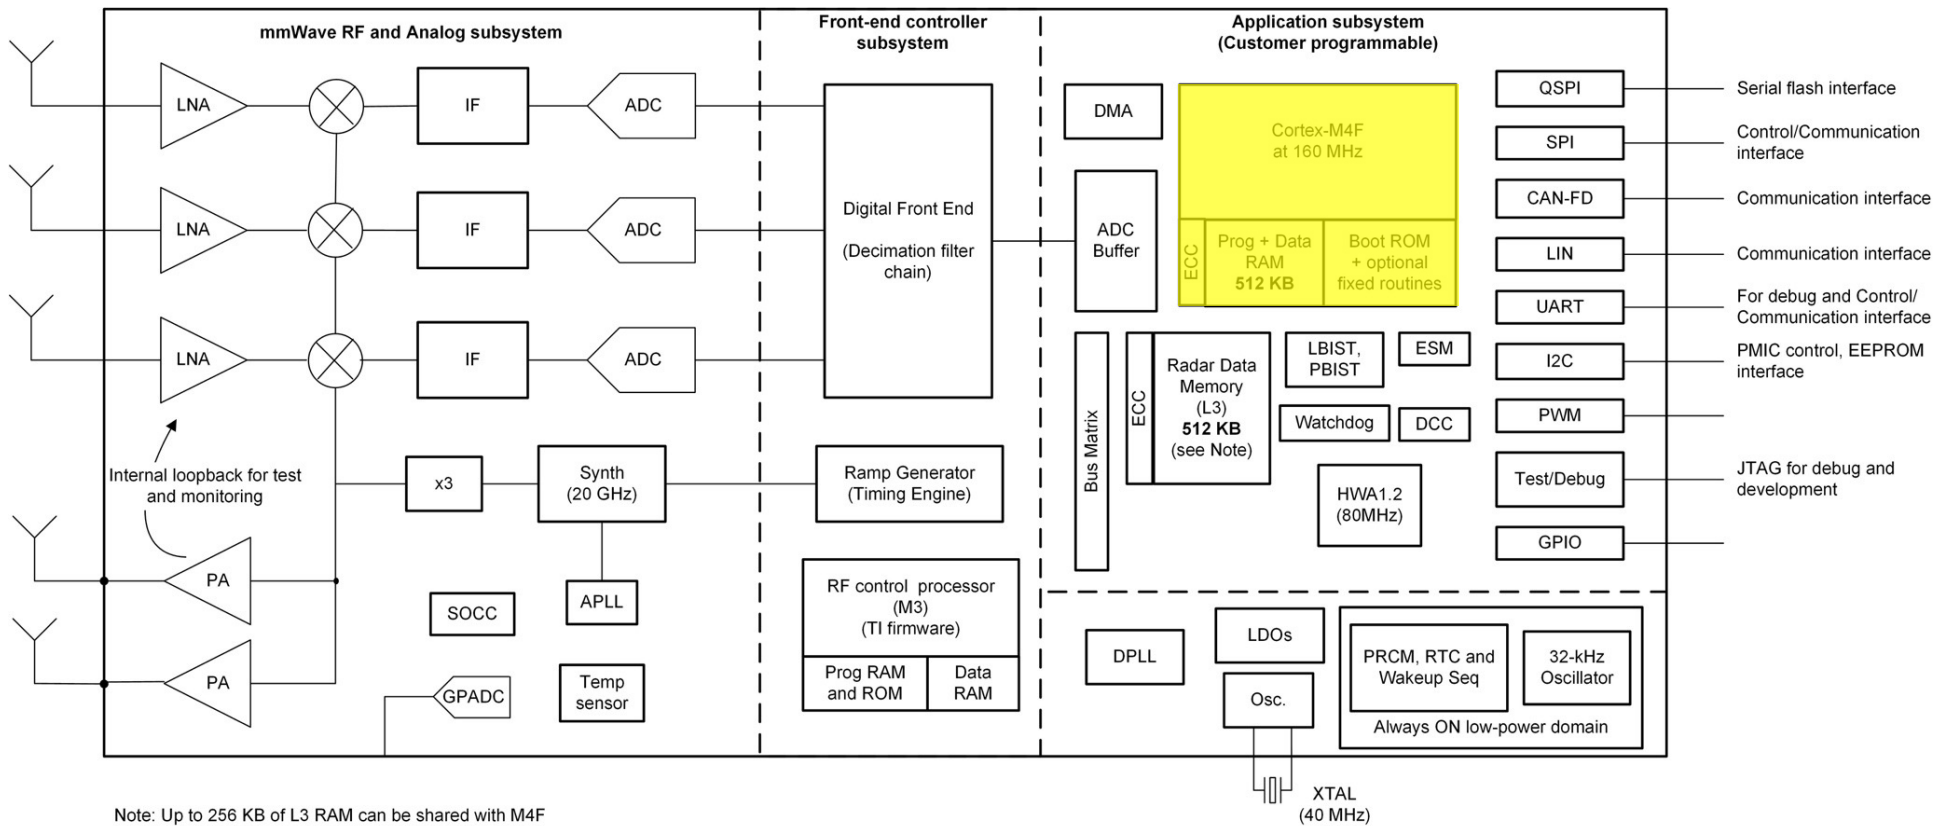 mmWave RF and Analog subsystem
Front-end controller
subsystem
Application subsystem
(Customer programmable)
LNA
IF
ADC
LNA
IF
ADC
LNA
IF
ADC
Internal loopback for test
and monitoring
x3
Synth
(20 GHz)
PA
PA
SOCC
APLL
GPADC
Temp
sensor
Digital Front End
(Decimation filter
chain)
Ramp Generator
(Timing Engine)
RF control processor
(M3)
(TI firmware)
Prog RAM
and ROM
Data
RAM
DMA
ADC
Buffer
Cortex-M4F
at 160 MHz
ECC
Prog + Data
RAM
512 KB
Boot ROM
+ optional
fixed routines
Bus Matrix
ECC
Radar Data
Memory
(L3)
512 KB
(see Note)
LBIST,
PBIST
ESM
Watchdog
DCC
HWA1.2
(80MHz)
QSPI
Serial flash interface
SPI
Control/Communication
interface
CAN-FD
Communication interface
LIN
Communication interface
UART
For debug and Control/
Communication interface
I2C
PMIC control, EEPROM
interface
PWM
Test/Debug
JTAG for debug and
development
GPIO
DPLL
LDOs
Osc.
PRCM, RTC and
Wakeup Seq
32-kHz
Oscillator
Always ON low-power domain
XTAL
(40 MHz)
Note: Up to 256 KB of L3 RAM can be shared with M4F